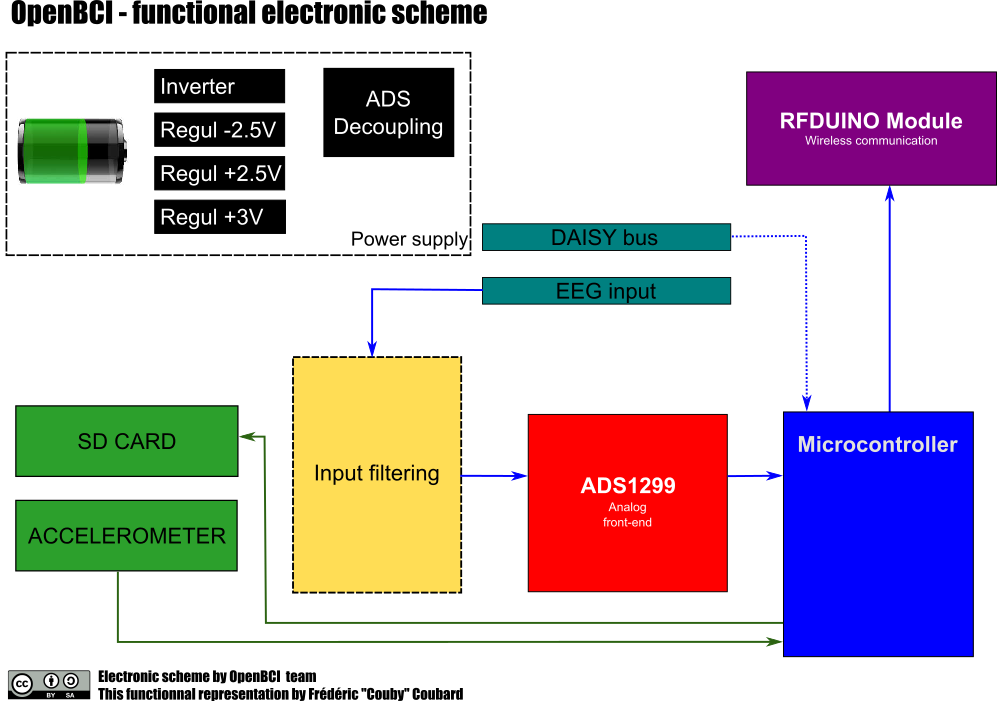 OpenBCI - functional electronic scheme
Inverter
Regul -2.5V
Regul +2.5V
Regul +3V
ADS
Decoupling
Power supply
RFDUINO Module
Wireless communication
DAISY bus
EEG input
SD CARD
ACCELEROMETER
Input filtering
ADS1299
Analog
front-end
Microcontroller
cc
BY SA
Electronic scheme by OpenBCI team
This functionnal representation by Frédéric "Couby" Coubard